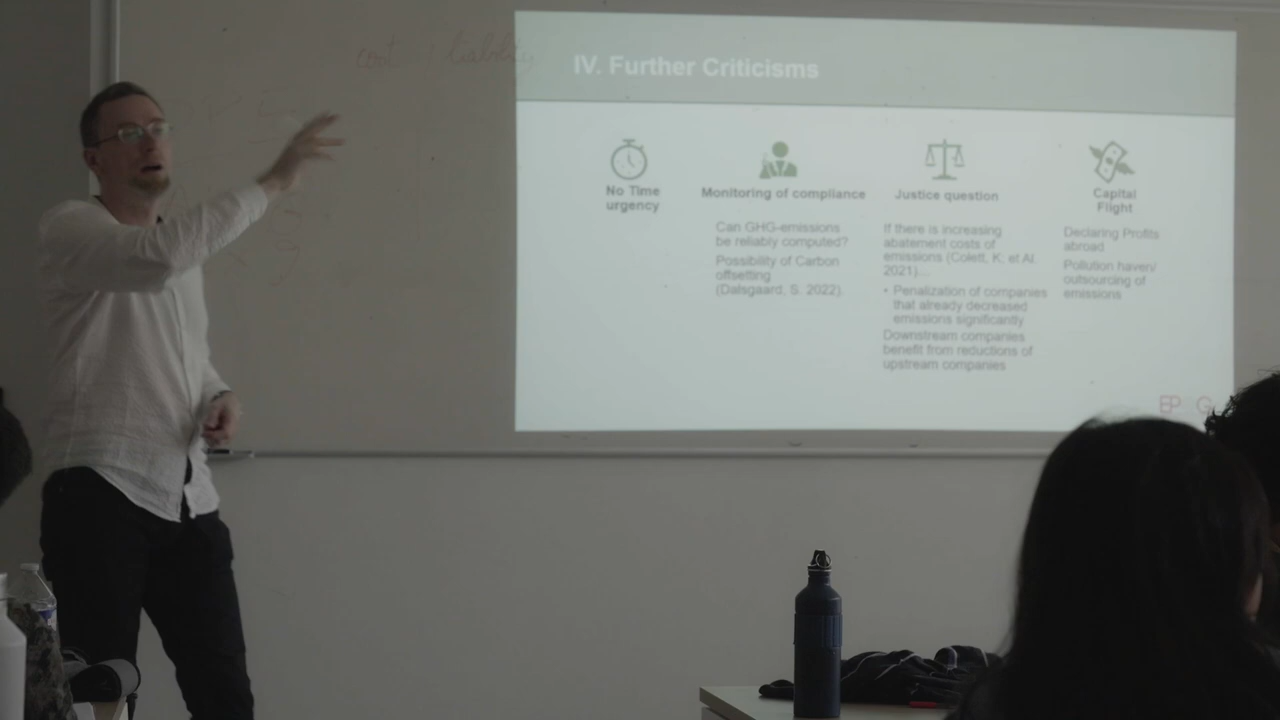 cost / liability
IV. Further Criticisms
No Time
urgency
Monitoring of compliance
Can GHG-emissions
be reliably computed?
Possibility of Carbon
offsetting
(Dalsgaard, S. 2022).
Justice question
If there is increasing
abatement costs of
emissions (Colett, K; et Al.
2021)...
• Penalization of companies
that already decreased
emissions significantly
Downstream companies
benefit from reductions of
upstream companies
Capital
Flight
Declaring Profits
abroad
Pollution haven/
outsourcing of
emissions
EP G